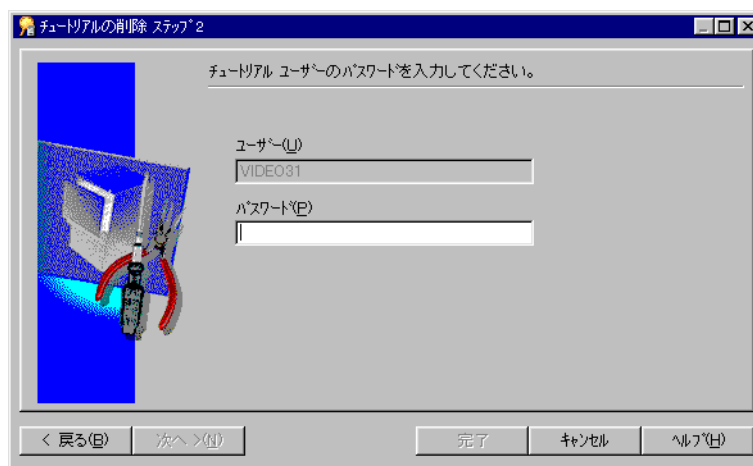 チュートリアルの削除 ステップ2
チュートリアル ユーザーのパスワードを入力してください。
ユーザー(U)
VIDEO31
パスワード(P)
< 戻る(B) 次へ >(N) 完了 キャンセル ヘルプ(H)